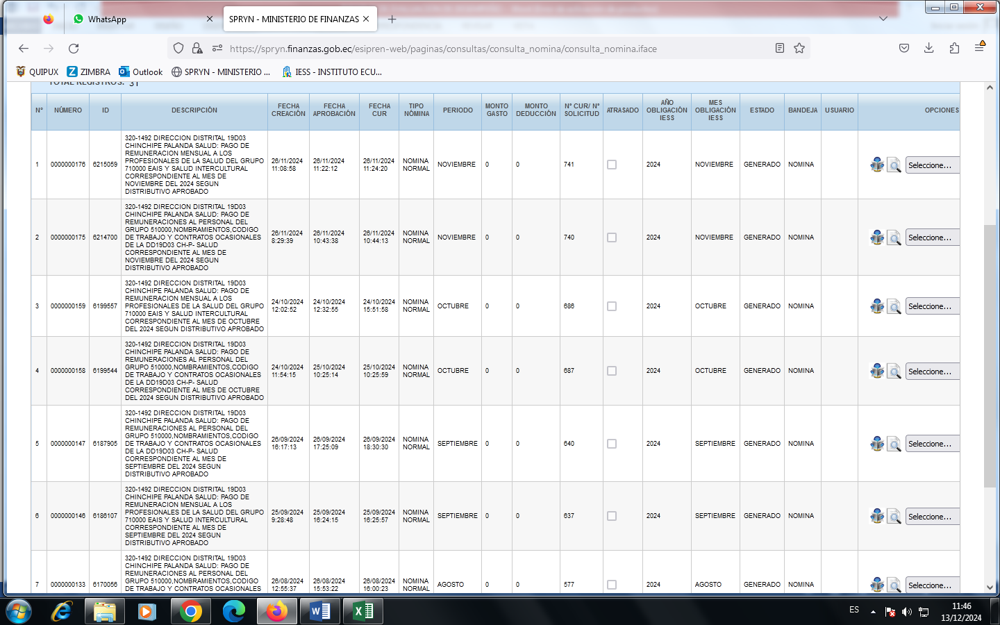 WhatsApp
SPRYN - MINISTERIO DE FINANZAS
https://spryn.finanzas.gob.ec/esipren-web/paginas/consultas/consulta_nomina/consulta_nomina.iface
QUIPUX ZIMBRA Outlook SPRYN - MINISTERIO ... IESS - INSTITUTO ECU...
TOTAL REGISTROS: 31
N° NÚMERO ID DESCRIPCIÓN FECHA CREACIÓN FECHA APROBACIÓN FECHA CUR TIPO NÓMINA PERIODO MONTO GASTO MONTO DEDUCCIÓN N° CUR/ N° SOLICITUD ATRASADO AÑO OBLIGACIÓN IESS MES OBLIGACIÓN IESS ESTADO BANDEJA USUARIO OPCIONES
320-1492 DIRECCION DISTRITAL 19D03
CHINCHIPE PALANDA SALUD: PAGO DE
REMUNERACION MENSUAL A LOS
PROFESIONALES DE LA SALUD DEL GRUPO
710000 EAIS Y SALUD INTERCULTURAL
CORRESPONDIENTE AL MES DE
NOVIEMBRE DEL 2024 SEGUN
DISTRIBUTIVO APROBADO
1 0000000176 6215059 26/11/2024 11:08:58 26/11/2024 11:22:12 26/11/2024 11:24:20 NOMINA NORMAL NOVIEMBRE 0 0 741 2024 NOVIEMBRE GENERADO NOMINA Seleccione...
320-1492 DIRECCION DISTRITAL 19D03
CHINCHIPE PALANDA SALUD: PAGO DE
REMUNERACIONES AL PERSONAL DEL
GRUPO 510000,NOMBRAMIENTOS,CODIGO
DE TRABAJO Y CONTRATOS OCASIONALES
DE LA DD19D03 CH-P- SALUD
CORRESPONDIENTE AL MES DE
NOVIEMBRE DEL 2024 SEGUN
DISTRIBUTIVO APROBADO
2 0000000175 6214700 26/11/2024 8:29:39 26/11/2024 10:43:38 26/11/2024 10:44:13 NOMINA NORMAL NOVIEMBRE 0 0 740 2024 NOVIEMBRE GENERADO NOMINA Seleccione...
320-1492 DIRECCION DISTRITAL 19D03
CHINCHIPE PALANDA SALUD: PAGO DE
REMUNERACION MENSUAL A LOS
PROFESIONALES DE LA SALUD DEL GRUPO
710000 EAIS Y SALUD INTERCULTURAL
CORRESPONDIENTE AL MES DE OCTUBRE
DEL 2024 SEGUN DISTRIBUTIVO APROBADO
3 0000000159 6199557 24/10/2024 12:02:52 24/10/2024 12:32:55 24/10/2024 15:51:58 NOMINA NORMAL OCTUBRE 0 0 686 2024 OCTUBRE GENERADO NOMINA Seleccione...
320-1492 DIRECCION DISTRITAL 19D03
CHINCHIPE PALANDA SALUD: PAGO DE
REMUNERACIONES AL PERSONAL DEL
GRUPO 510000,NOMBRAMIENTOS,CODIGO
DE TRABAJO Y CONTRATOS OCASIONALES
DE LA DD19D03 CH-P- SALUD
CORRESPONDIENTE AL MES DE OCTUBRE
DEL 2024 SEGUN DISTRIBUTIVO APROBADO
4 0000000158 6199544 24/10/2024 11:54:15 25/10/2024 10:25:14 25/10/2024 10:25:59 NOMINA NORMAL OCTUBRE 0 0 687 2024 OCTUBRE GENERADO NOMINA Seleccione...
320-1492 DIRECCION DISTRITAL 19D03
CHINCHIPE PALANDA SALUD: PAGO DE
REMUNERACIONES AL PERSONAL DEL
GRUPO 510000,NOMBRAMIENTOS,CODIGO
DE TRABAJO Y CONTRATOS OCASIONALES
DE LA DD19D03 CH-P- SALUD
CORRESPONDIENTE AL MES DE
SEPTIEMBRE DEL 2024 SEGUN
DISTRIBUTIVO APROBADO
5 0000000147 6187905 26/09/2024 16:17:13 26/09/2024 17:25:09 26/09/2024 18:30:30 NOMINA NORMAL SEPTIEMBRE 0 0 640 2024 SEPTIEMBRE GENERADO NOMINA Seleccione...
320-1492 DIRECCION DISTRITAL 19D03
CHINCHIPE PALANDA SALUD: PAGO DE
REMUNERACION MENSUAL A LOS
PROFESIONALES DE LA SALUD DEL GRUPO
710000 EAIS Y SALUD INTERCULTURAL
CORRESPONDIENTE AL MES DE
SEPTIEMBRE DEL 2024 SEGUN
DISTRIBUTIVO APROBADO
6 0000000146 6186107 25/09/2024 9:28:48 25/09/2024 16:24:15 25/09/2024 16:25:57 NOMINA NORMAL SEPTIEMBRE 0 0 637 2024 SEPTIEMBRE GENERADO NOMINA Seleccione...
320-1492 DIRECCION DISTRITAL 19D03
CHINCHIPE PALANDA SALUD: PAGO DE
REMUNERACIONES AL PERSONAL DEL
GRUPO 510000,NOMBRAMIENTOS,CODIGO
DE TRABAJO Y CONTRATOS OCASIONALES
7 0000000133 6170056 26/08/2024 12:55:37 26/08/2024 15:53:22 26/08/2024 16:00:23 NOMINA NORMAL AGOSTO 0 0 577 2024 AGOSTO GENERADO NOMINA Seleccione...
ES
11:46
13/12/2024